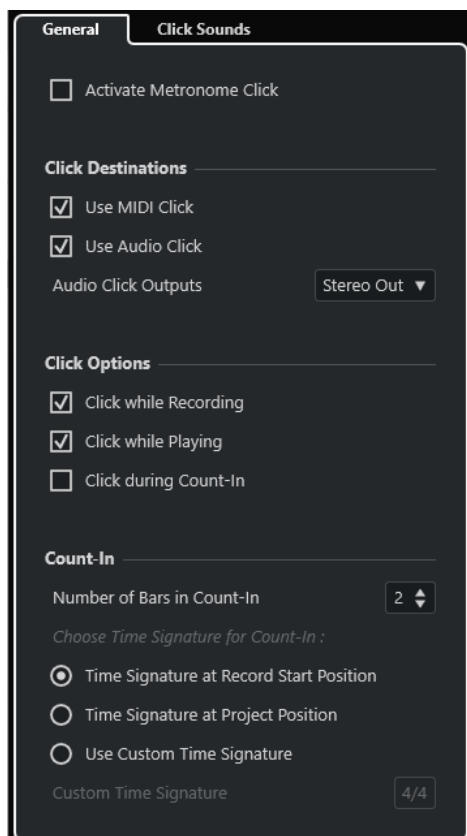 General Click Sounds
Activate Metronome Click
Click Destinations
Use MIDI Click
Use Audio Click
Audio Click Outputs Stereo Out
Click Options
Click while Recording
Click while Playing
Click during Count-In
Count-In
Number of Bars in Count-In 2
Choose Time Signature for Count-In :
Time Signature at Record Start Position
Time Signature at Project Position
Use Custom Time Signature
Custom Time Signature 4/4